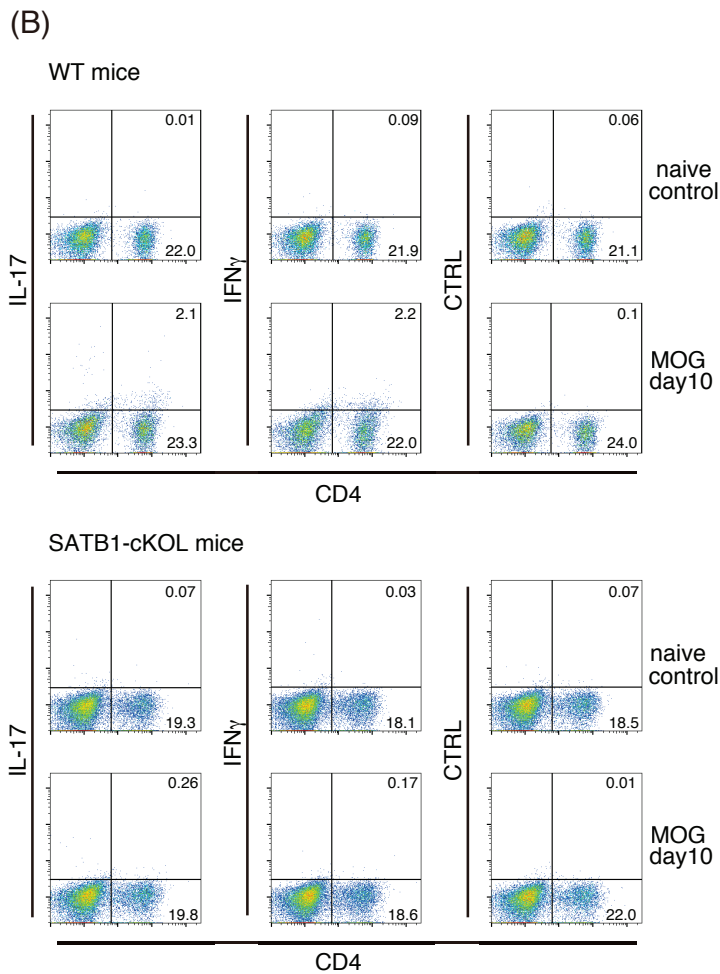 (B)
WT mice
0.01
0.09
0.06
naive
control
22.0
21.9
21.1
IL-17
IFNγ
CTRL
2.1
2.2
0.1
MOG
day10
23.3
22.0
24.0
CD4
SATB1-cKOL mice
0.07
0.03
0.07
naive
control
19.3
18.1
18.5
IL-17
IFNγ
CTRL
0.26
0.17
0.01
MOG
day10
19.8
18.6
22.0
CD4